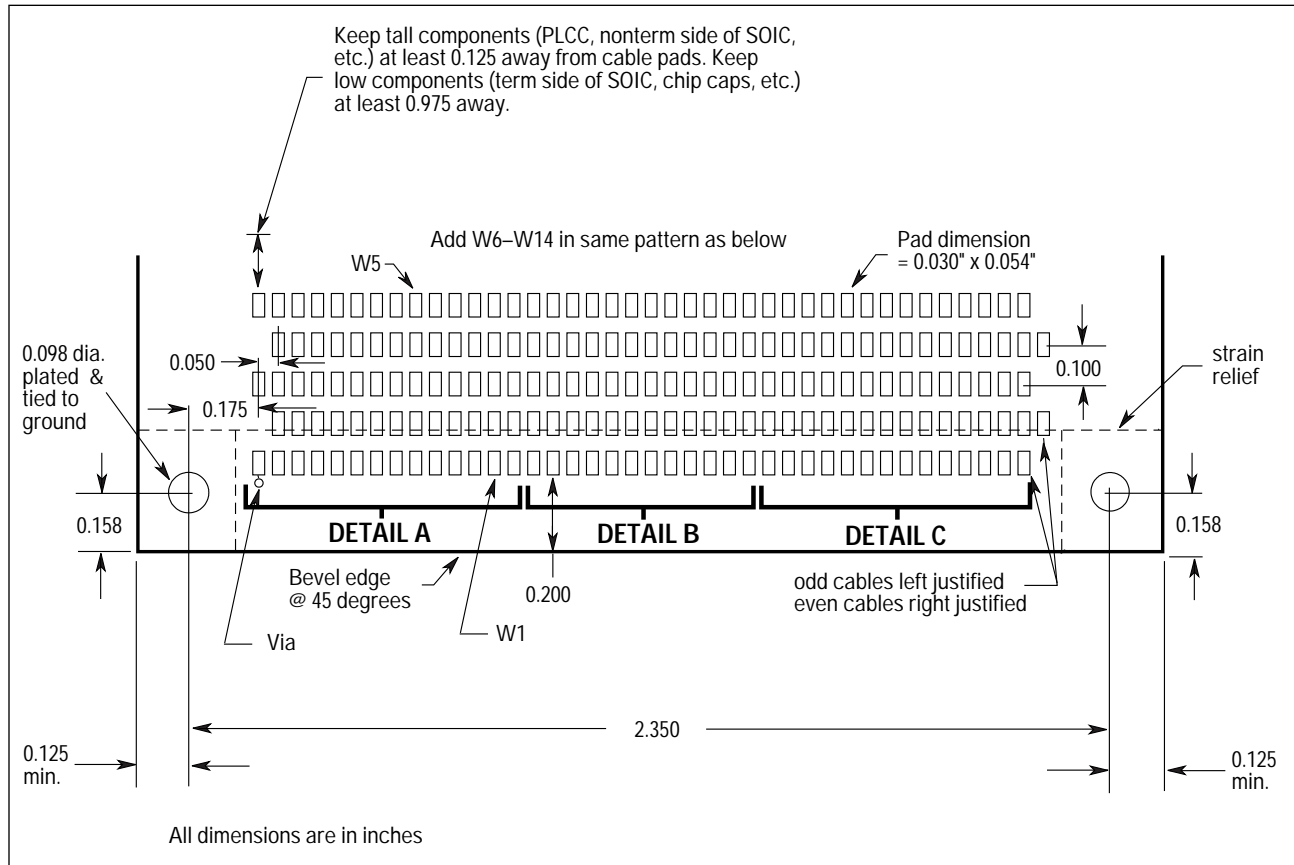 Keep tall components (PLCC, nonterm side of SOIC,
etc.) at least 0.125 away from cable pads. Keep
low components (term side of SOIC, chip caps, etc.)
at least 0.975 away.
Add W6–W14 in same pattern as below
Pad dimension
= 0.030" x 0.054"
W5
0.098 dia.
plated &
tied to
ground
0.050
0.175
0.100
strain
relief
0.158
DETAIL A
DETAIL B
DETAIL C
0.158
Bevel edge
@ 45 degrees
0.200
odd cables left justified
even cables right justified
Via
W1
2.350
0.125
min.
0.125
min.
All dimensions are in inches